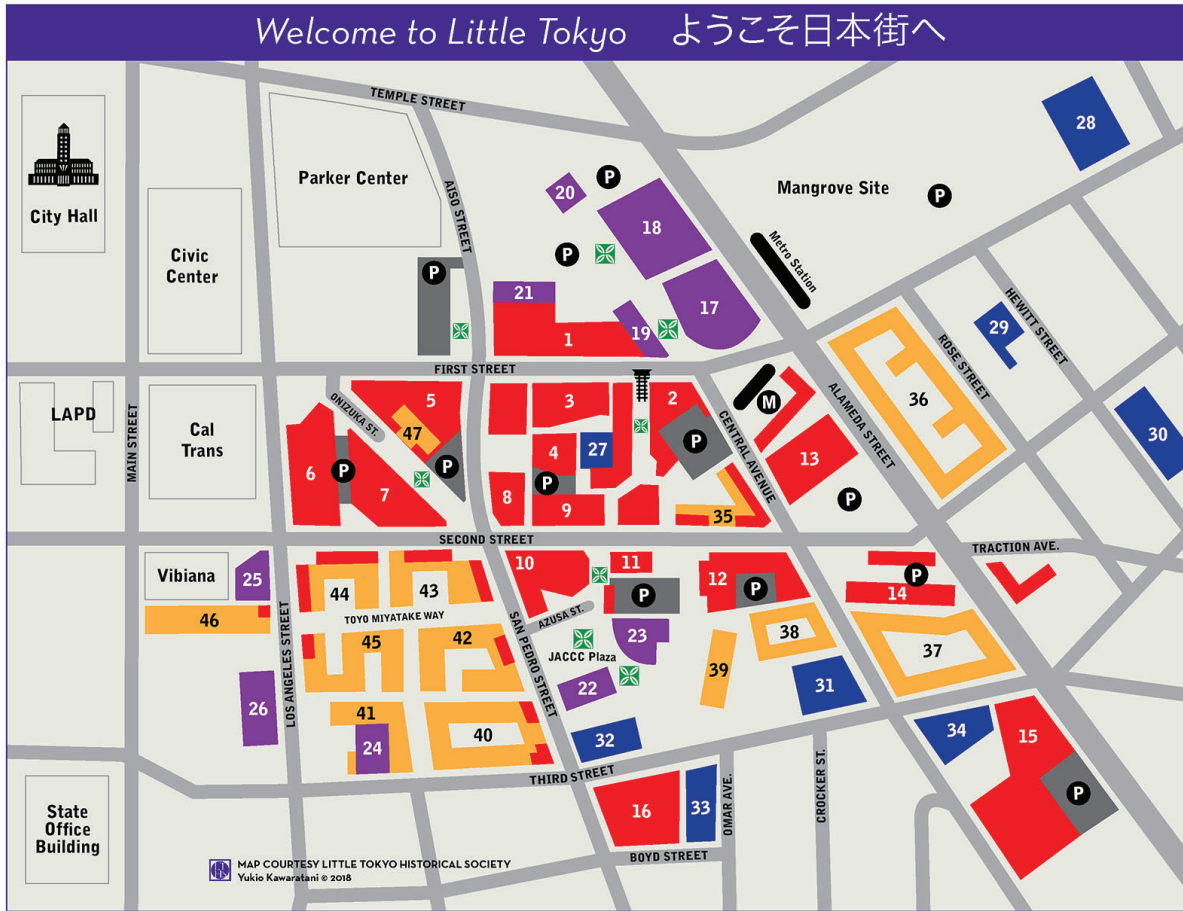 Welcome to Little Tokyo ようこそ日本街へ
TEMPLE STREET
28
City Hall
Parker Center
AISO STREET
20
P
18
Mangrove Site
P
Civic
Center
P
P
Metro Station
21
1
19
17
29
HEWITT STREET
ROSE STREET
FIRST STREET
LAPD
MAIN STREET
Cal
Trans
ONIZUKA ST.
5
47
3
2
M
ALAMEDA STREET
36
30
6
P
7
P
4
27
P
CENTRAL AVENUE
13
8
P
9
35
P
SECOND STREET
TRACTION AVE.
Vibiana
25
44
43
10
11
12
P
P
P
14
46
TOYO MIYATAKE WAY
AZUSA ST.
45
42
SAN PEDRO STREET
23
JACCC Plaza
38
37
39
LOS ANGELES STREET
26
22
31
41
24
40
32
34
15
THIRD STREET
P
State
Office
Building
16
33
OMAR AVE.
CROCKER ST.
BOYD STREET
MAP COURTESY LITTLE TOKYO HISTORICAL SOCIETY
Yukio Kawaratani © 2018